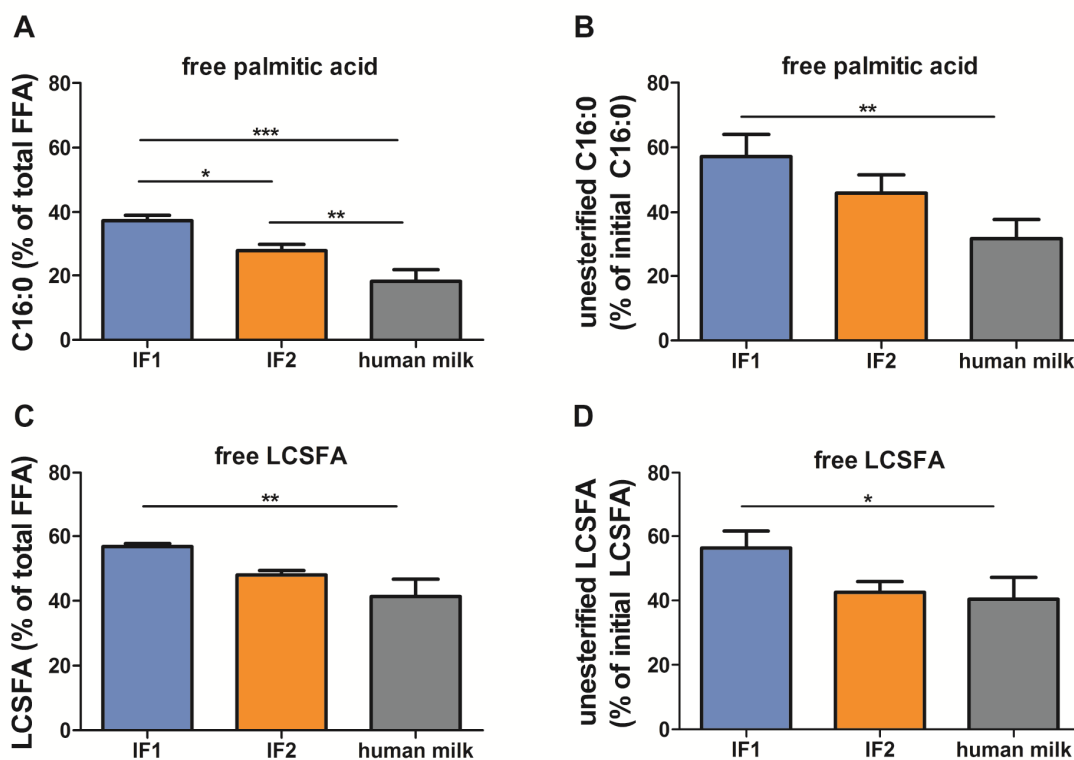 A
free palmitic acid
C16:0 (% of total FFA)
80
60
40
20
0
***
*
**
IF1 IF2 human milk
B
free palmitic acid
unesterified C16:0
(% of initial C16:0)
80
60
40
20
0
**
IF1 IF2 human milk
C
free LCSFA
LCSFA (% of total FFA)
80
60
40
20
0
**
IF1 IF2 human milk
D
free LCSFA
unesterified LCSFA
(% of initial LCSFA)
80
60
40
20
0
*
IF1 IF2 human milk